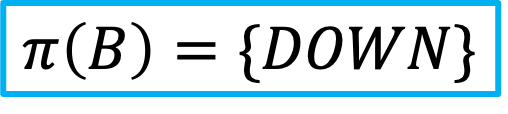 π(B) = {DOWN}